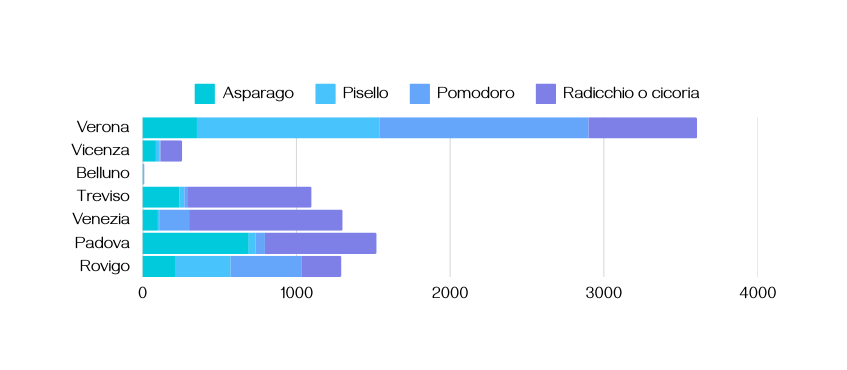 Asparago Pisello Pomodoro Radicchio o cicoria
Verona
Vicenza
Belluno
Treviso
Venezia
Padova
Rovigo
0 1000 2000 3000 4000